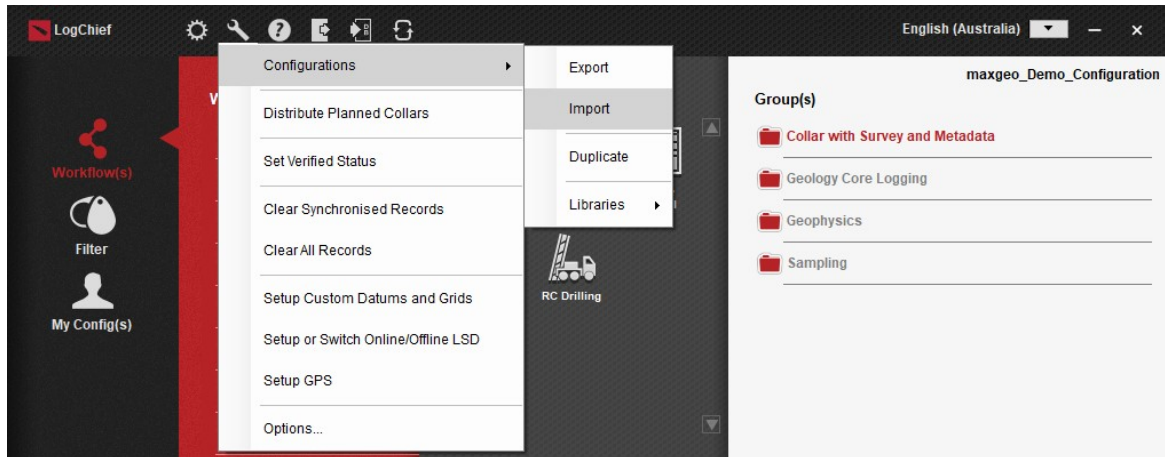 LogChief
English (Australia)
maxgeo_Demo_Configuration
W
Workflow(s)
Filter
My Config(s)
Configurations
Distribute Planned Collars
Set Verified Status
Clear Synchronised Records
Clear All Records
Setup Custom Datums and Grids
Setup or Switch Online/Offline LSD
Setup GPS
Options...
Export
Import
Duplicate
Libraries
RC Drilling
Group(s)
Collar with Survey and Metadata
Geology Core Logging
Geophysics
Sampling